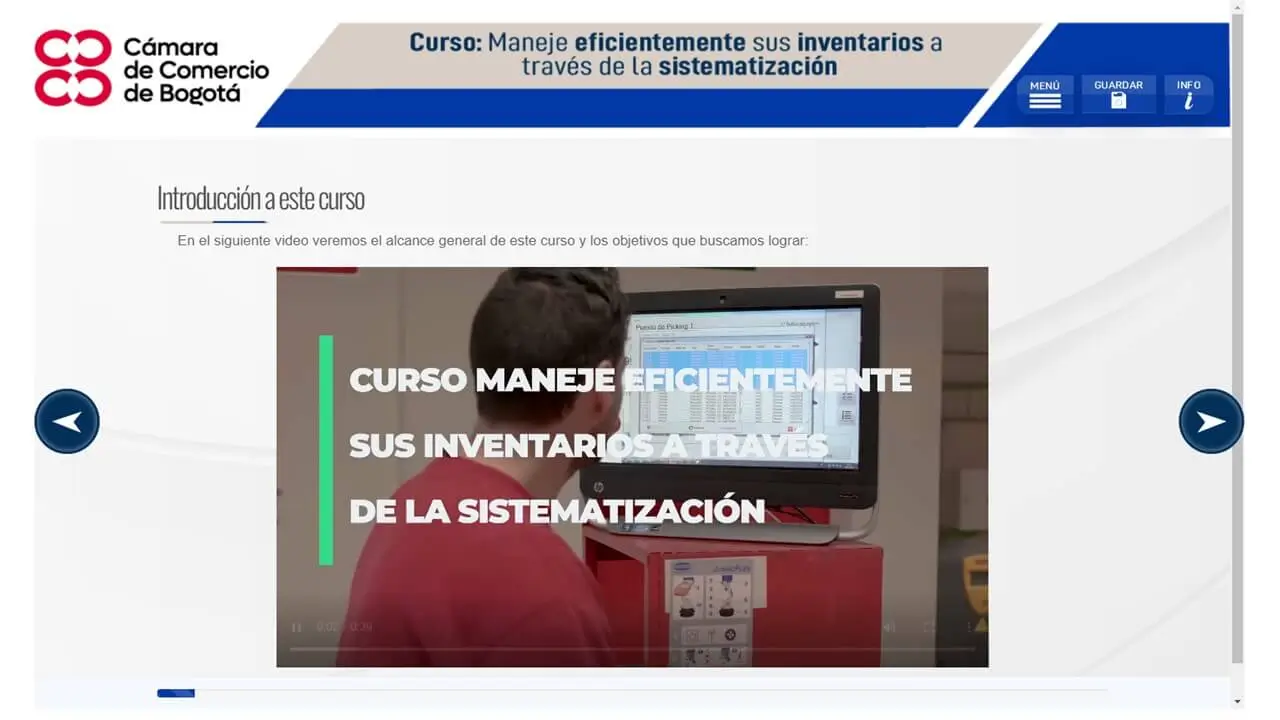 Cámara
de Comercio
de Bogotá
Curso: Maneje eficientemente sus inventarios a
través de la sistematización
MENÚ
GUARDAR
INFO
Introducción a este curso
En el siguiente video veremos el alcance general de este curso y los objetivos que buscamos lograr:
Puesto de Picking 1
CURSO MANEJE EFICIENTEMENTE
SUS INVENTARIOS A TRAVÉS
DE LA SISTEMATIZACIÓN
0:02 / 0:39